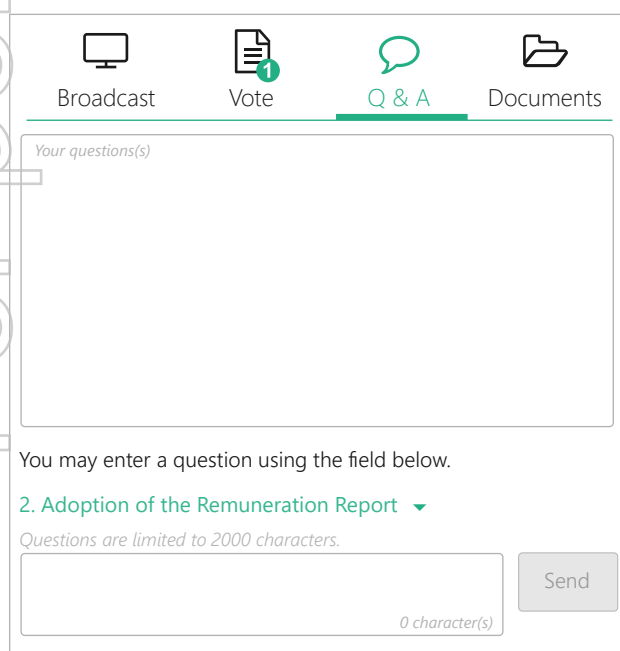 1
Broadcast Vote Q & A Documents
Your questions(s)
You may enter a question using the field below.
2. Adoption of the Remuneration Report
Questions are limited to 2000 characters.
Send
0 character(s)